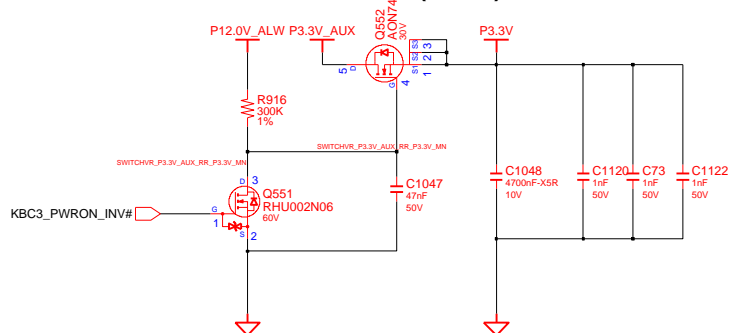 Q552
AON74
30V
P12.0V_ALW P3.3V_AUX
P3.3V
S3 3
S2 2
S1 1
5 D
G 4
R916
300K
1%
SWITCHVR_P3.3V_AUX_RR_P3.3V_MN
SWITCHVR_P3.3V_AUX_RR_P3.3V_MN
D 3
Q551
RHU002N06
60V
G
1
S 2
KBC3_PWRON_INV#
C1047
47nF
50V
C1048
4700nF-X5R
10V
C1120
1nF
50V
C73
1nF
50V
C1122
1nF
50V